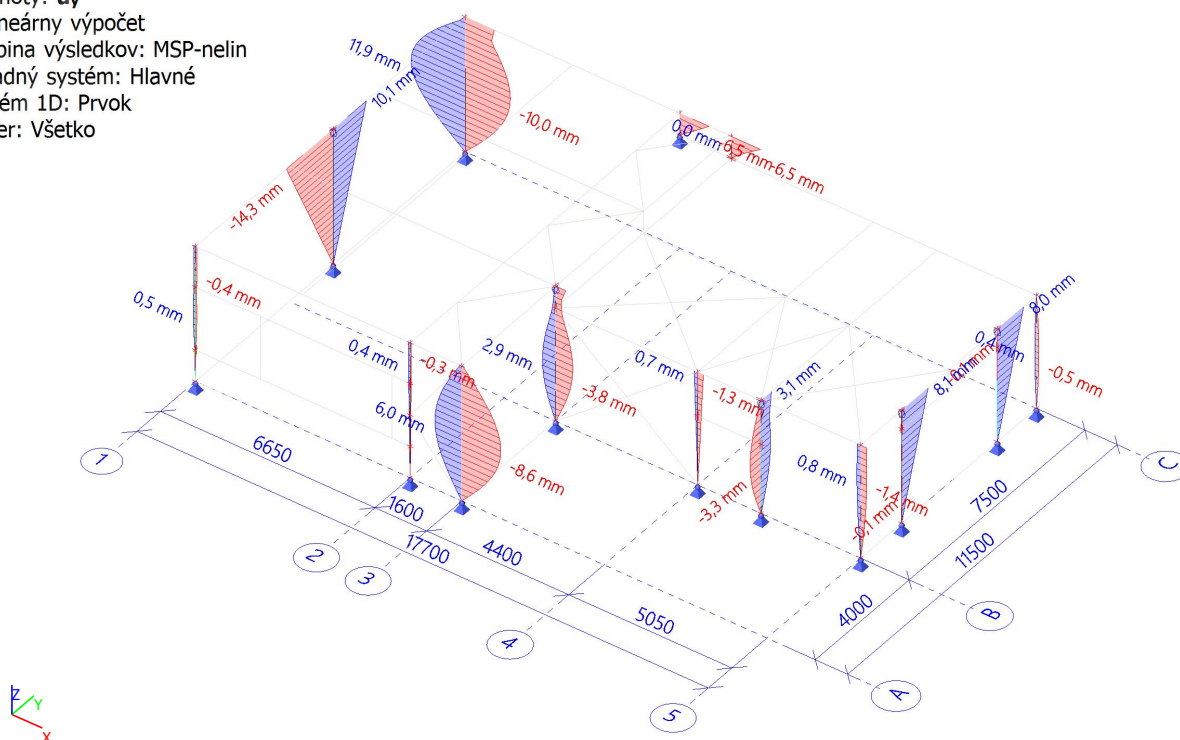 uy
výpočet
výsledkov: MSP-nelin
systém: Hlavné
1D: Prvok
Všetko
11,9 mm
10,1 mm
-10,0 mm
0,0 mm
-6,5 mm
-6,5 mm
-14,3 mm
-0,4 mm
0,5 mm
0,4 mm
-0,3 mm
2,9 mm
-3,8 mm
6,0 mm
-8,6 mm
0,7 mm
-1,3 mm
3,1 mm
-3,3 mm
0,8 mm
-1,4 mm
-0,1 mm
8,1 mm
8,0 mm
0,4 mm
-0,5 mm
6650
1600
17700
4400
5050
4000
7500
11500
1
2
3
4
5
A
B
C
Z
Y
X